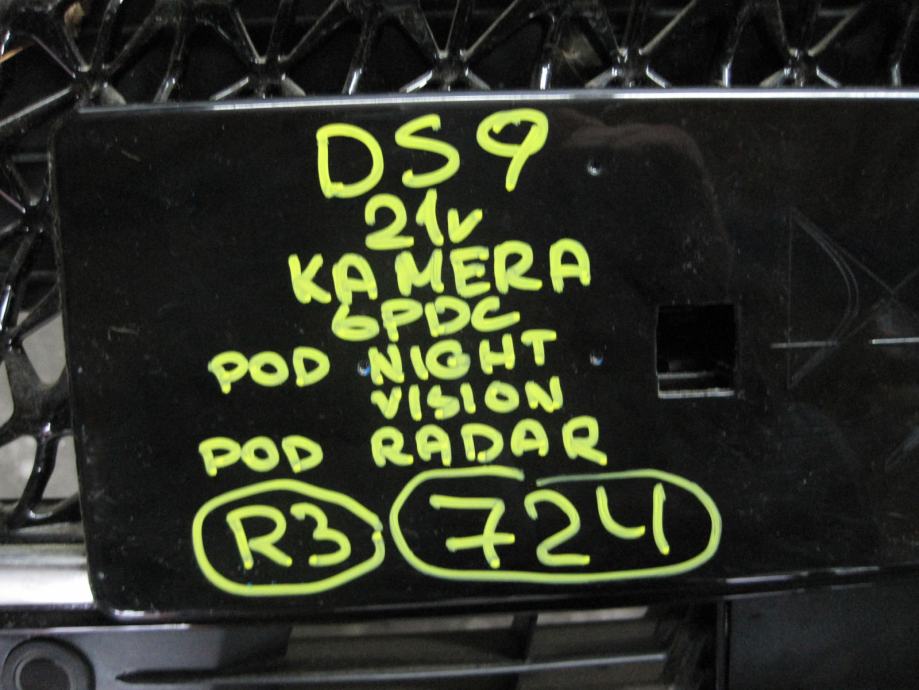 DS9
21v
KAMERA
6PDC
POD NIGHT
VISION
POD RADAR
R3 724